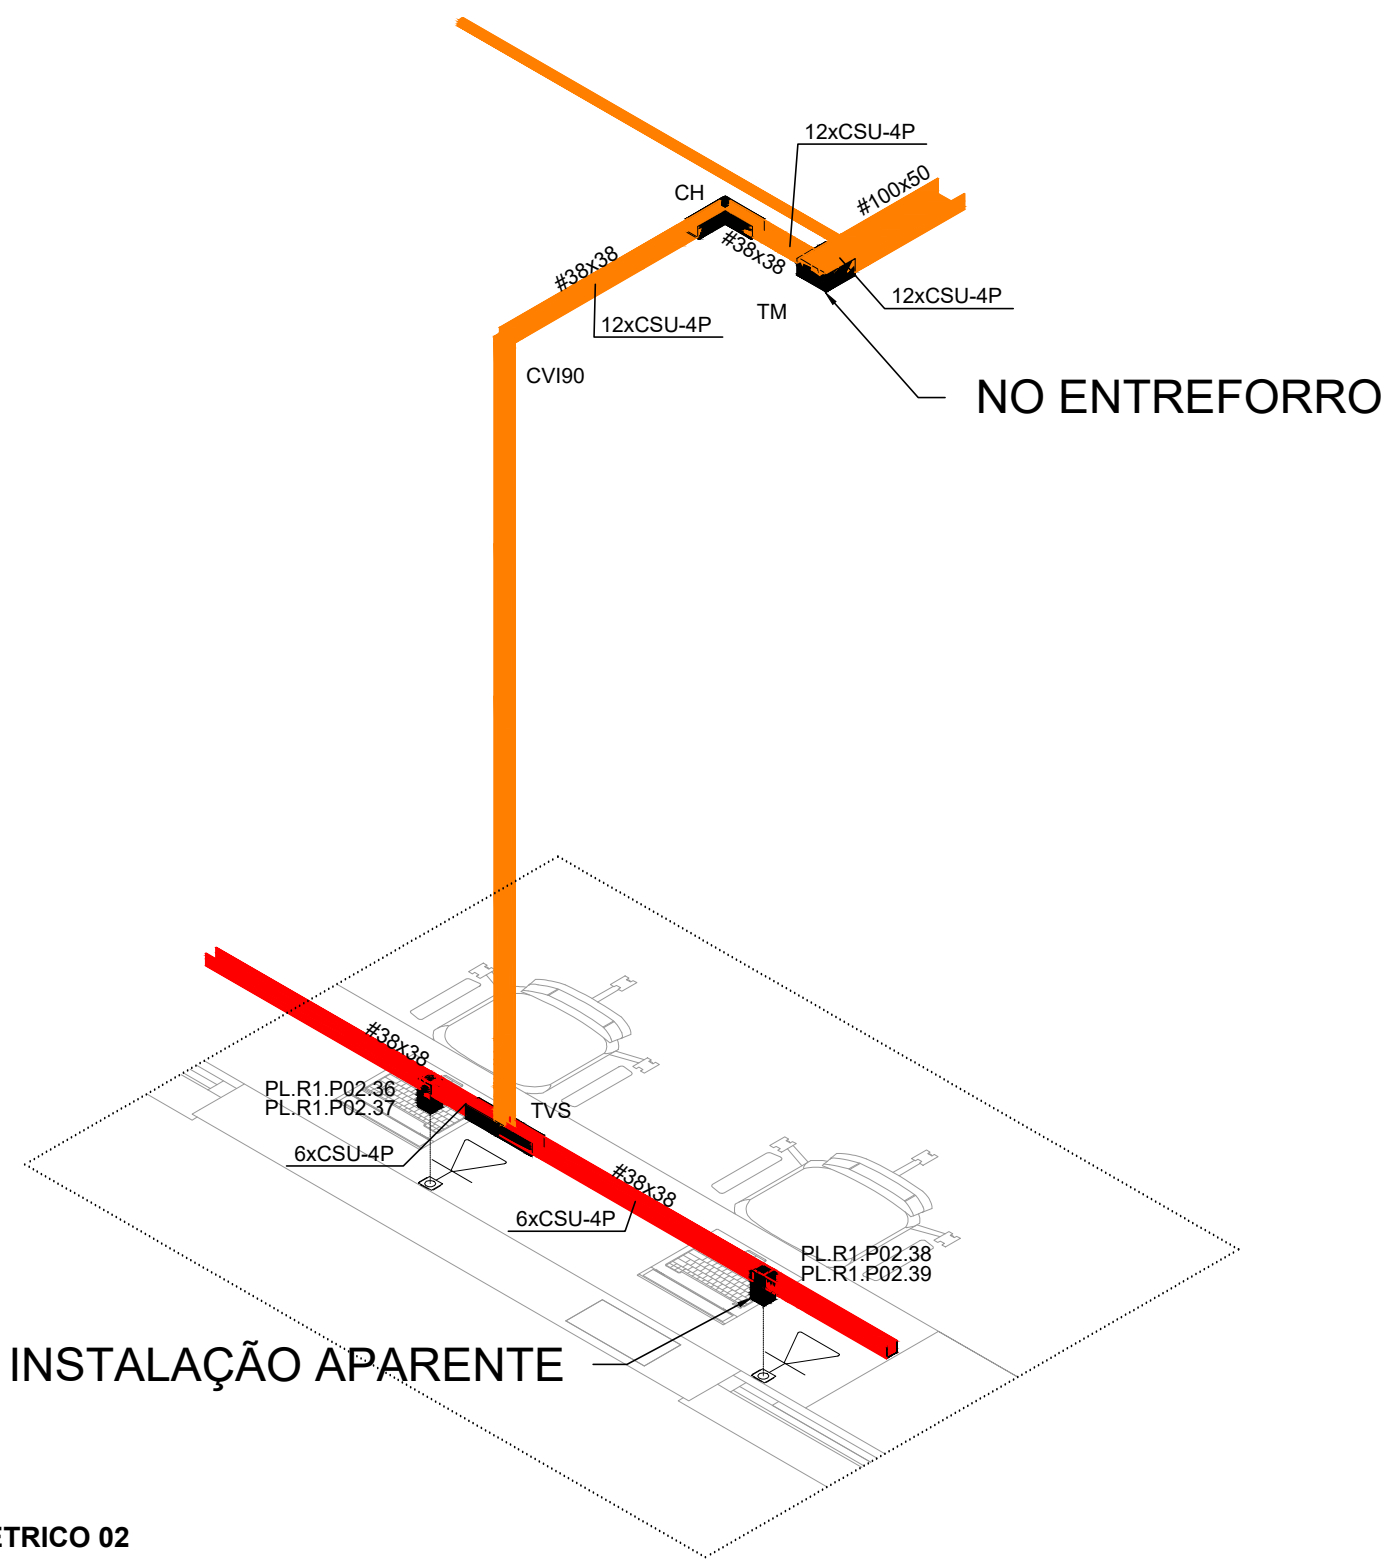 12xCSU-4P
#100x50
CH
#38x38
#38x38
12xCSU-4P
TM
12xCSU-4P
CVI90
NO ENTREFORRO
#38x38
PL.R1.P02.36
PL.R1.P02.37
TVS
6xCSU-4P
#38x38
6xCSU-4P
PL.R1.P02.38
PL.R1.P02.39
INSTALAÇÃO APARENTE
ETRICO 02